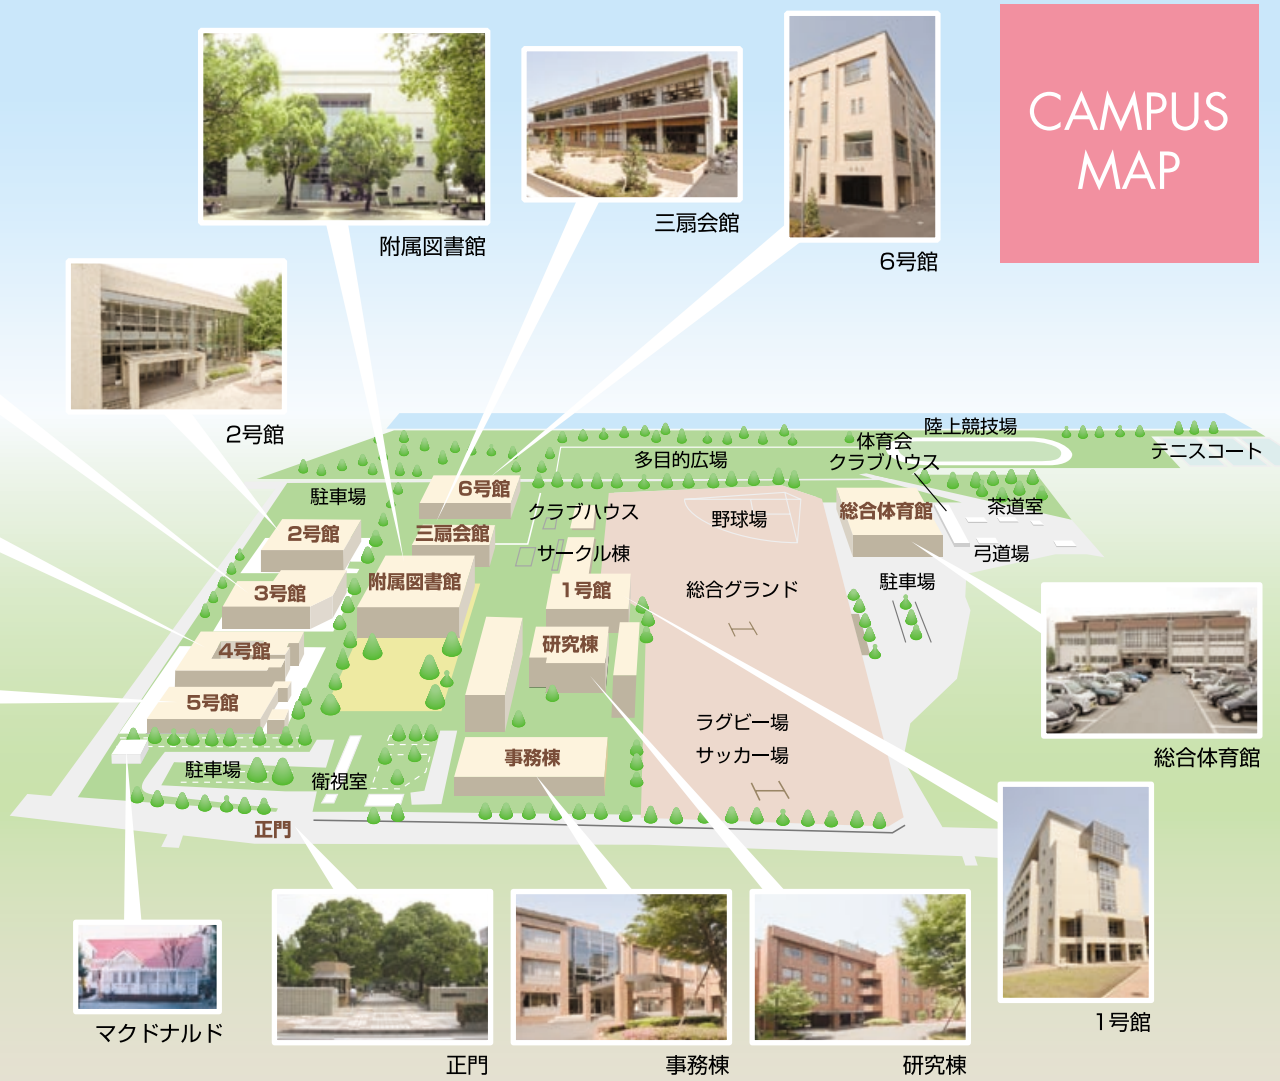 CAMPUS
MAP
附属図書館
三扇会館
6号館
2号館
陸上競技場
体育会
クラブハウス
多目的広場
テニスコート
駐車場
6号館
クラブハウス
野球場
総合体育館
茶道室
2号館
三扇会館
サークル棟
弓道場
3号館
附属図書館
1号館
総合グランド
駐車場
4号館
研究棟
5号館
ラグビー場
サッカー場
事務棟
駐車場
衛視室
正門
総合体育館
マクドナルド
正門
事務棟
研究棟
1号館